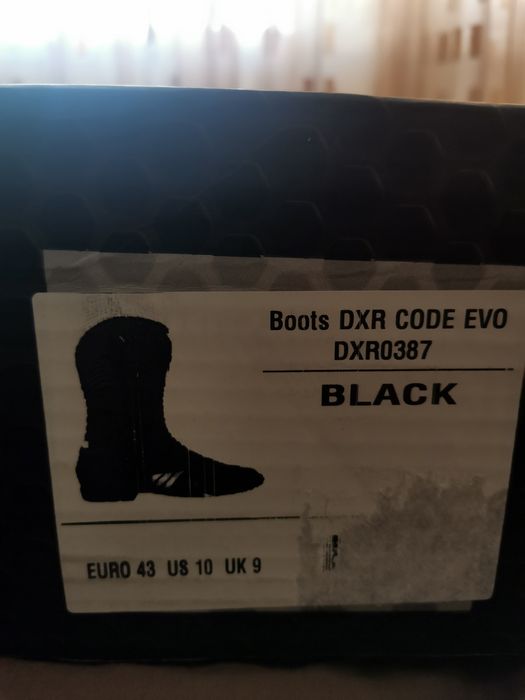 Boots DXR CODE EVO
DXR0387
BLACK
EURO 43 US 10 UK 9